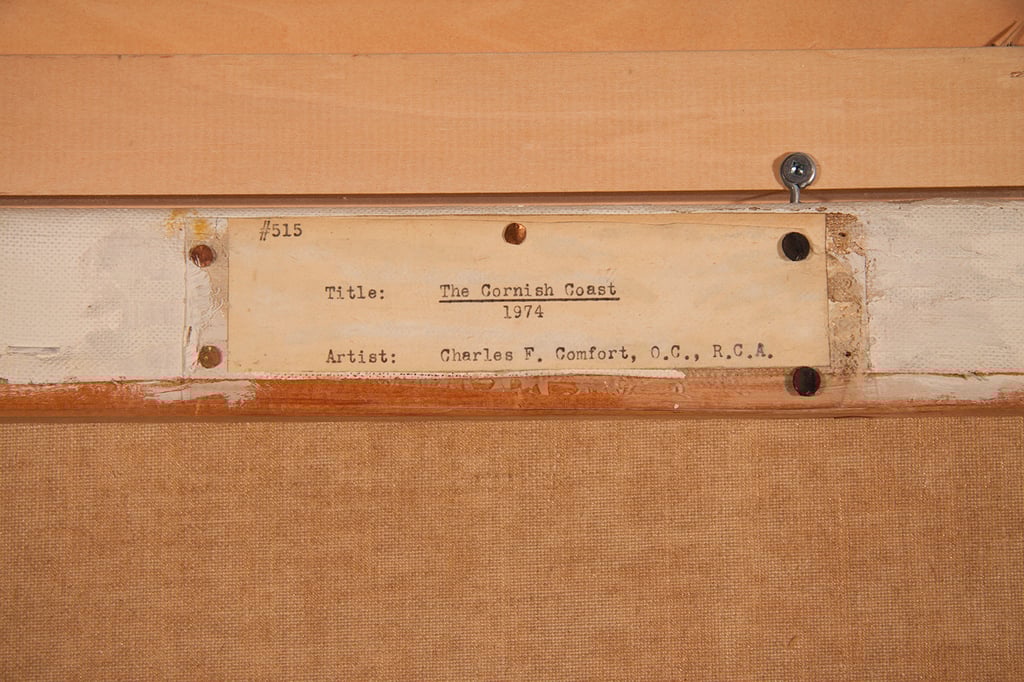 #515
Title: The Cornish Coast
1974
Artist: Charles F. Comfort, O.C., R.C.A.